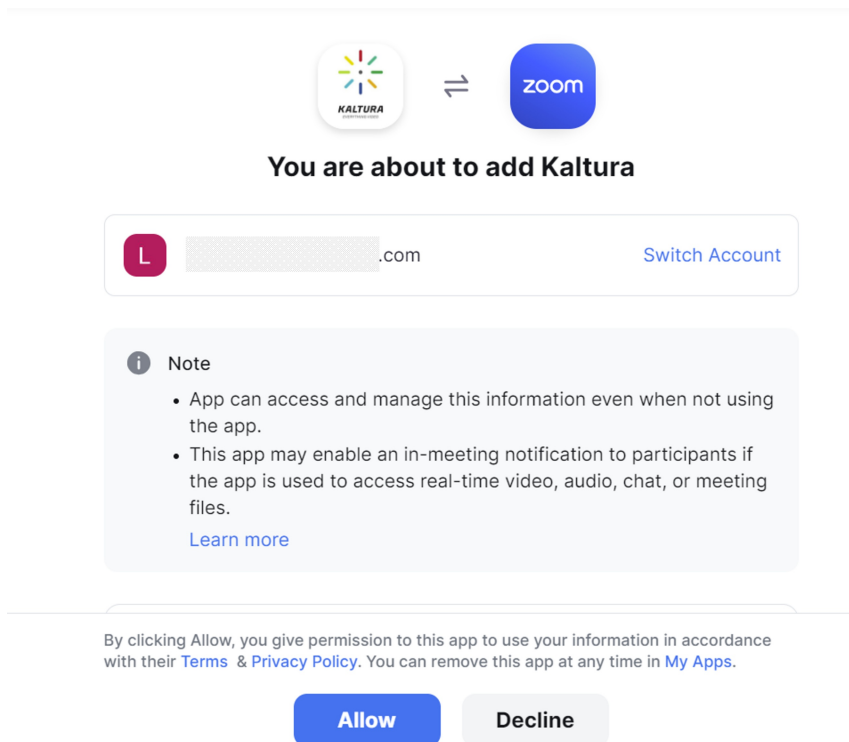 KALTURA
EVERYTHING VIDEO
zoom
You are about to add Kaltura
L
.com
Switch Account
Note
• App can access and manage this information even when not using
the app.
• This app may enable an in-meeting notification to participants if
the app is used to access real-time video, audio, chat, or meeting
files.
Learn more
By clicking Allow, you give permission to this app to use your information in accordance
with their Terms & Privacy Policy. You can remove this app at any time in My Apps.
Allow
Decline